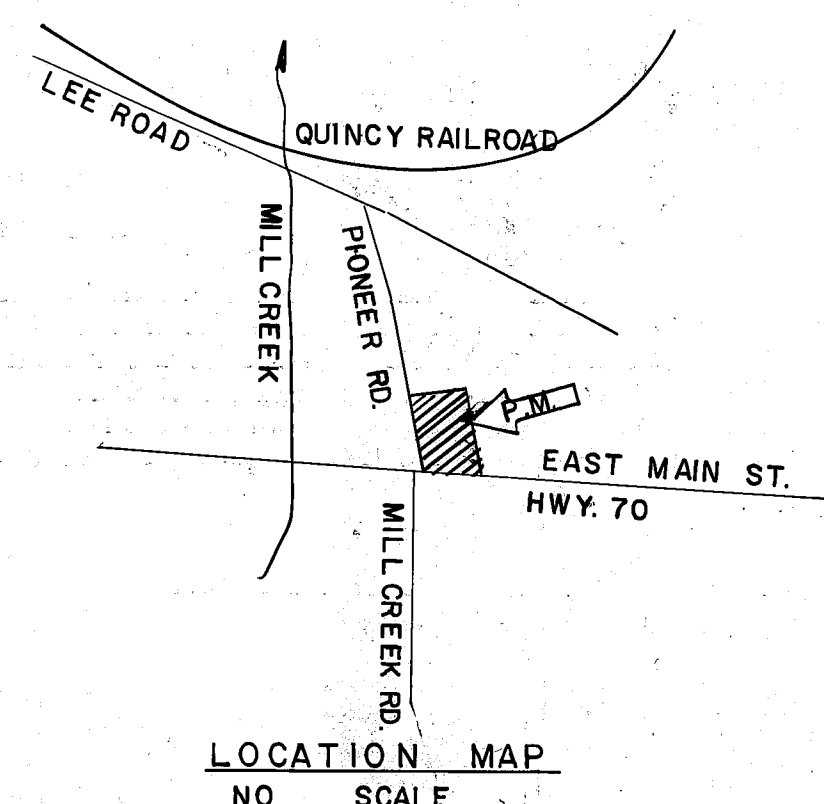 LEE ROAD
QUINCY RAILROAD
MILL CREEK
PIONEER RD.
P.M.
EAST MAIN ST.
HWY. 70
MILL CREEK RD.
LOCATION MAP
NO SCALE